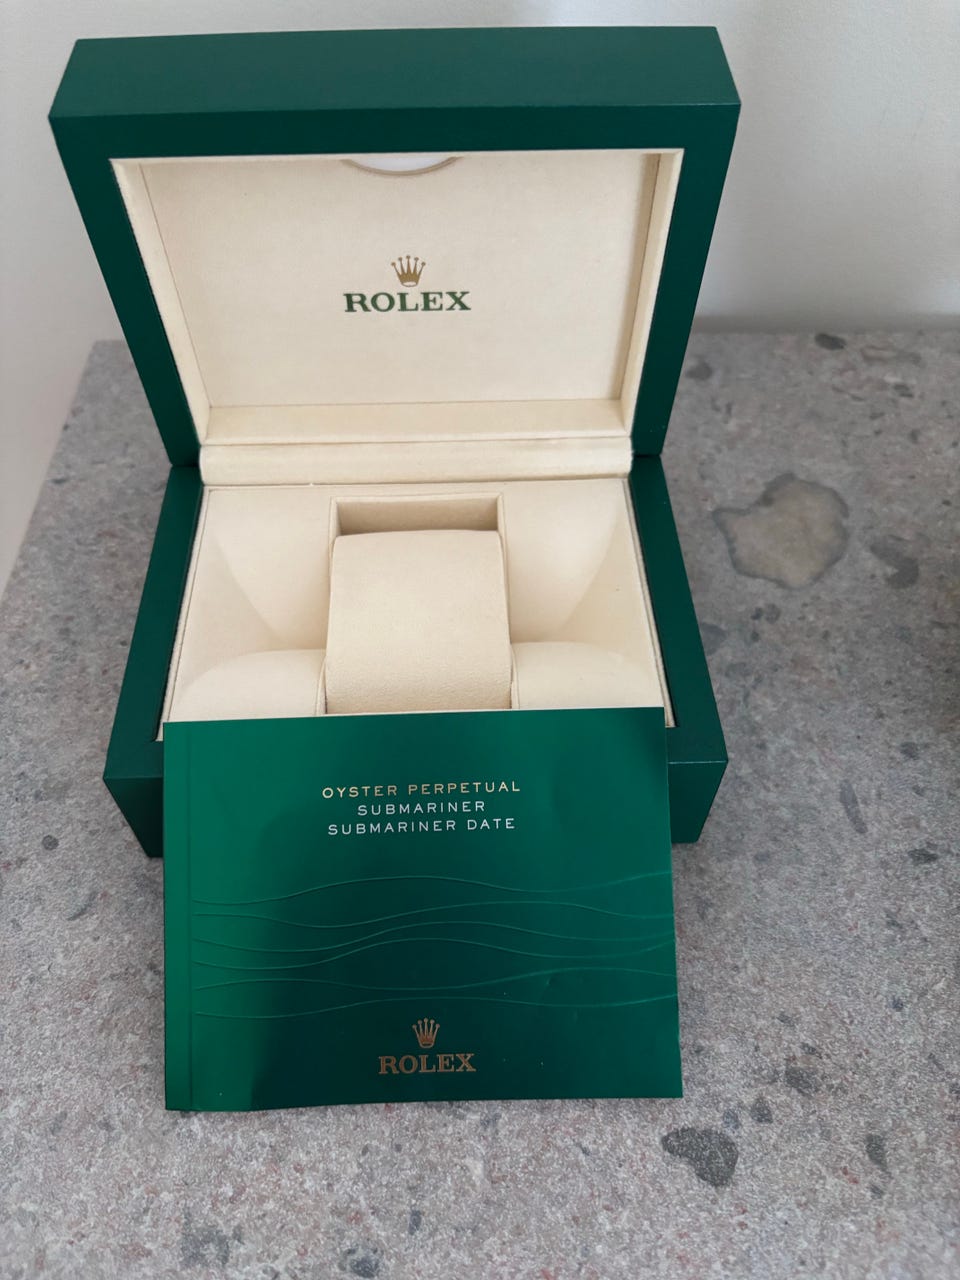 ROLEX
OYSTER PERPETUAL
SUBMARINER
SUBMARINER DATE
ROLEX